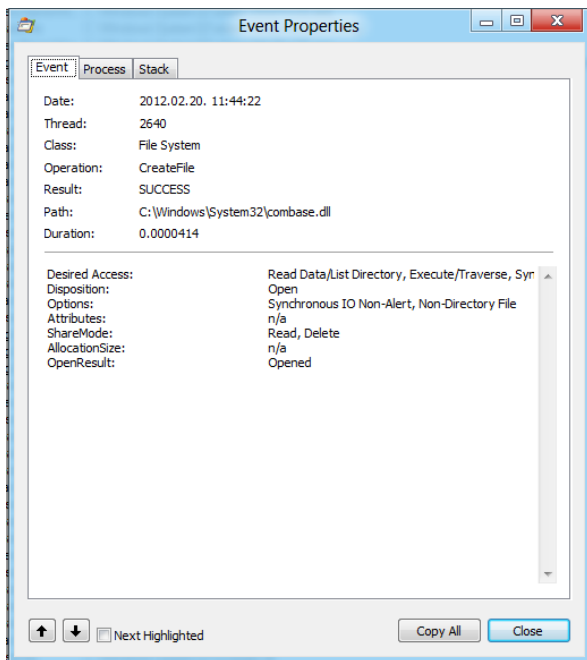 Event Properties
Event Process Stack
Date: 2012.02.20. 11:44:22
Thread: 2640
Class: File System
Operation: CreateFile
Result: SUCCESS
Path: C:\Windows\System32\combase.dll
Duration: 0.0000414
Desired Access: Read Data/List Directory, Execute/Traverse, Syn
Disposition: Open
Options: Synchronous IO Non-Alert, Non-Directory File
Attributes: n/a
ShareMode: Read, Delete
AllocationSize: n/a
OpenResult: Opened
Next Highlighted Copy All Close